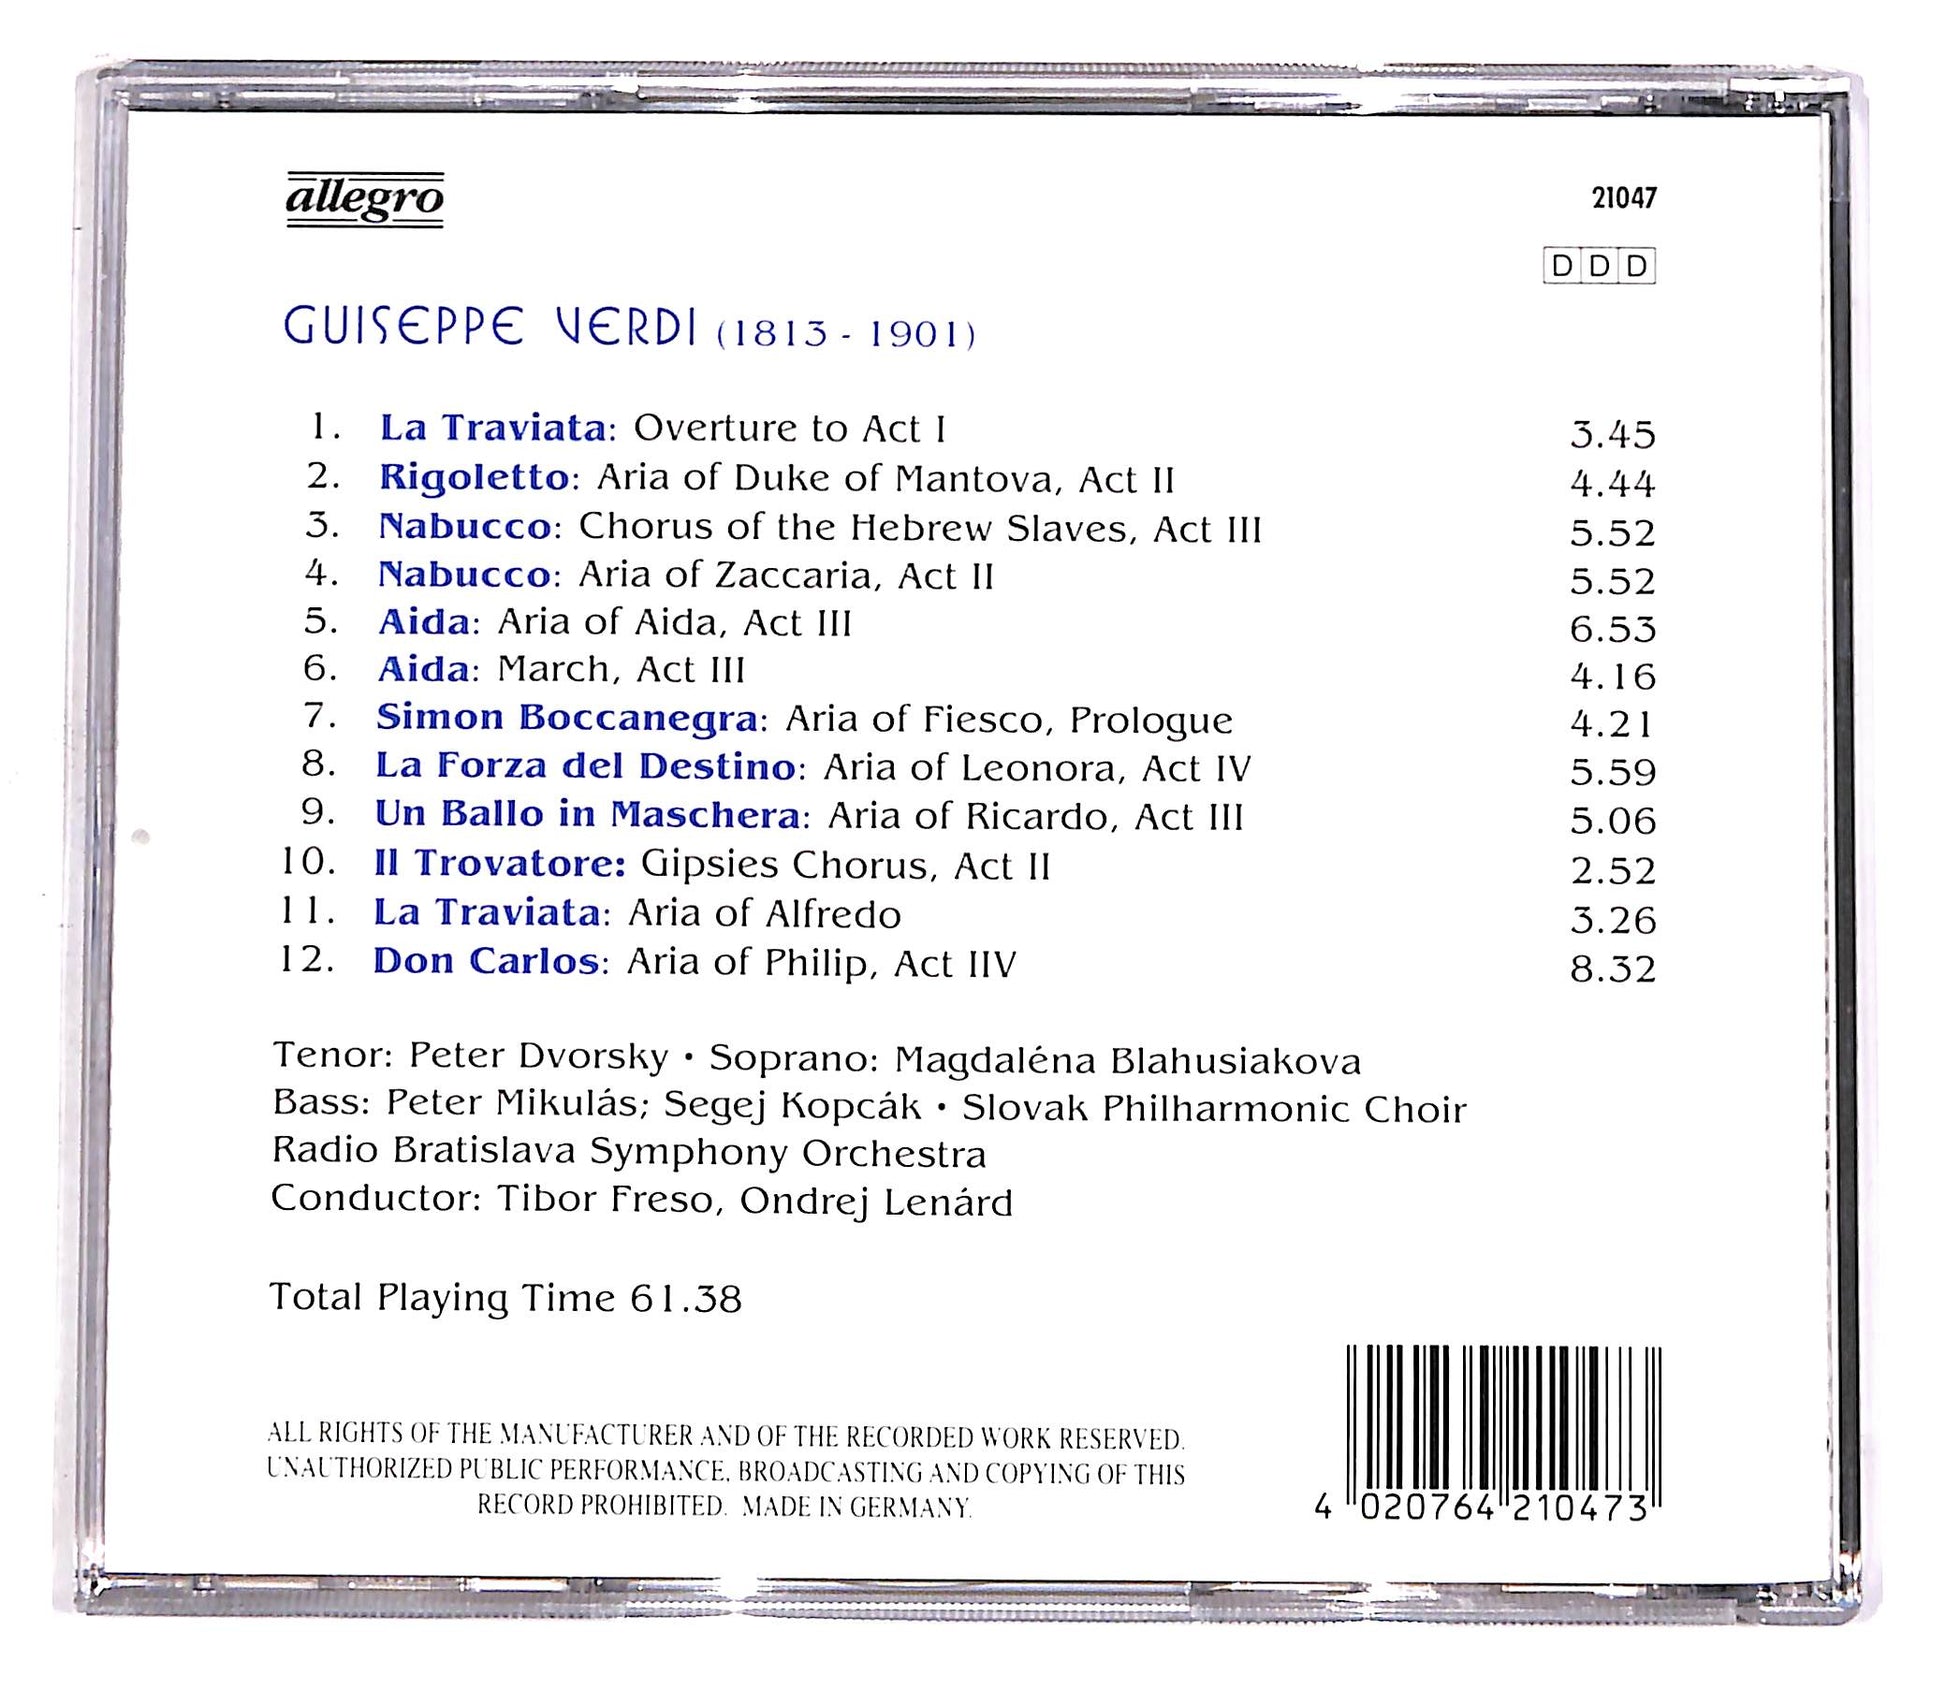 allegro
21047
D D D
GUISEPPE VERDI (1813 - 1901)
1. La Traviata: Overture to Act I 3.45
2. Rigoletto: Aria of Duke of Mantova, Act II 4.44
3. Nabucco: Chorus of the Hebrew Slaves, Act III 5.52
4. Nabucco: Aria of Zaccaria, Act II 5.52
5. Aida: Aria of Aida, Act III 6.53
6. Aida: March, Act III 4.16
7. Simon Boccanegra: Aria of Fiesco, Prologue 4.21
8. La Forza del Destino: Aria of Leonora, Act IV 5.59
9. Un Ballo in Maschera: Aria of Ricardo, Act III 5.06
10. Il Trovatore: Gipsies Chorus, Act II 2.52
11. La Traviata: Aria of Alfredo 3.26
12. Don Carlos: Aria of Philip, Act IIV 8.32
Tenor: Peter Dvorsky • Soprano: Magdaléna Blahusiakova
Bass: Peter Mikulás; Segej Kopcák • Slovak Philharmonic Choir
Radio Bratislava Symphony Orchestra
Conductor: Tibor Freso, Ondrej Lenárd
Total Playing Time 61.38
ALL RIGHTS OF THE MANUFACTURER AND OF THE RECORDED WORK RESERVED.
UNAUTHORIZED PUBLIC PERFORMANCE, BROADCASTING AND COPYING OF THIS
RECORD PROHIBITED. MADE IN GERMANY.
4 020764 210473